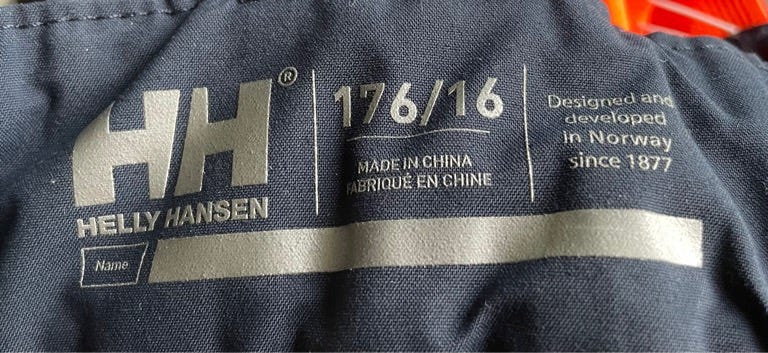 HH®
HELLY HANSEN
Name
176/16
MADE IN CHINA
FABRIQUÉ EN CHINE
Designed and
developed
in Norway
since 1877